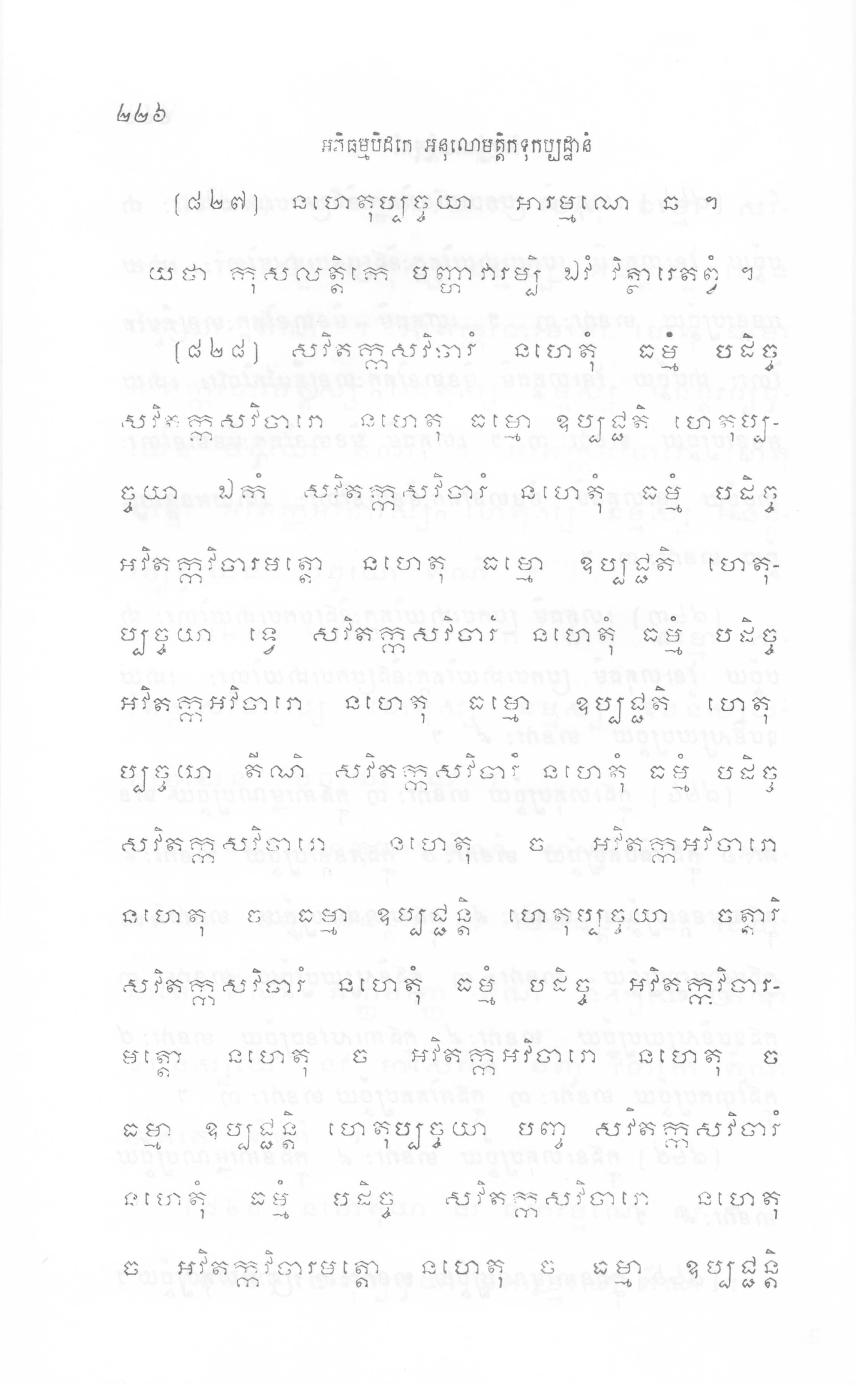 ២២៦
អភិធម្មបិដកេ អនុលោមត្តិកទុកប្បដ្ឋានំ
(៨២៧) នហេតុប្បច្ចយា អារម្មណេ ធ ។
យថា កុសលត្តិកេ បញ្ហាវារម្បិ ឯវំ វិត្ថារេតព្វំ ។
(៨២៨) សវិតក្កសវិចារំ នហេតុំ ធម្មំ បដិច្ច
សវិតក្កសវិចារោ នហេតុ ធម្មោ ឧប្បជ្ជតិ ហេតុប្ប-
ច្ចយា ឯកំ សវិតក្កសវិចារំ នហេតុំ ធម្មំ បដិច្ច
អវិតក្កវិចារមត្តោ នហេតុ ធម្មោ ឧប្បជ្ជតិ ហេតុ-
ប្បច្ចយា ទ្វេ សវិតក្កសវិចារំ នហេតុំ ធម្មំ បដិច្ច
អវិតក្កអវិចារោ នហេតុ ធម្មោ ឧប្បជ្ជតិ ហេតុ
ប្បច្ចយា តីណិ សវិតក្កសវិចារំ នហេតុំ ធម្មំ បដិច្ច
សវិតក្កសវិចារោ នហេតុ ច អវិតក្កអវិចារោ
នហេតុ ច ធម្មា ឧប្បជ្ជន្តិ ហេតុប្បច្ចយា ចត្តារិ
សវិតក្កសវិចារំ នហេតុំ ធម្មំ បដិច្ច អវិតក្កវិចារ-
មត្តោ នហេតុ ច អវិតក្កអវិចារោ នហេតុ ច
ធម្មា ឧប្បជ្ជន្តិ ហេតុប្បច្ចយា បញ្ច សវិតក្កសវិចារំ
នហេតុំ ធម្មំ បដិច្ច សវិតក្កសវិចារោ នហេតុ
ច អវិតក្កវិចារមត្តោ នហេតុ ច ធម្មា ឧប្បជ្ជន្តិ